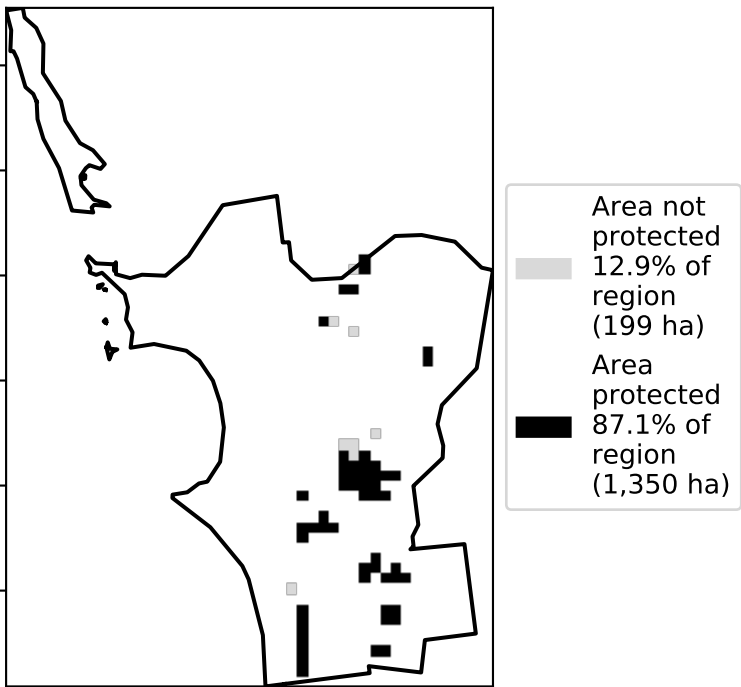 Area not
protected
12.9% of
region
(199 ha)
Area
protected
87.1% of
region
(1,350 ha)